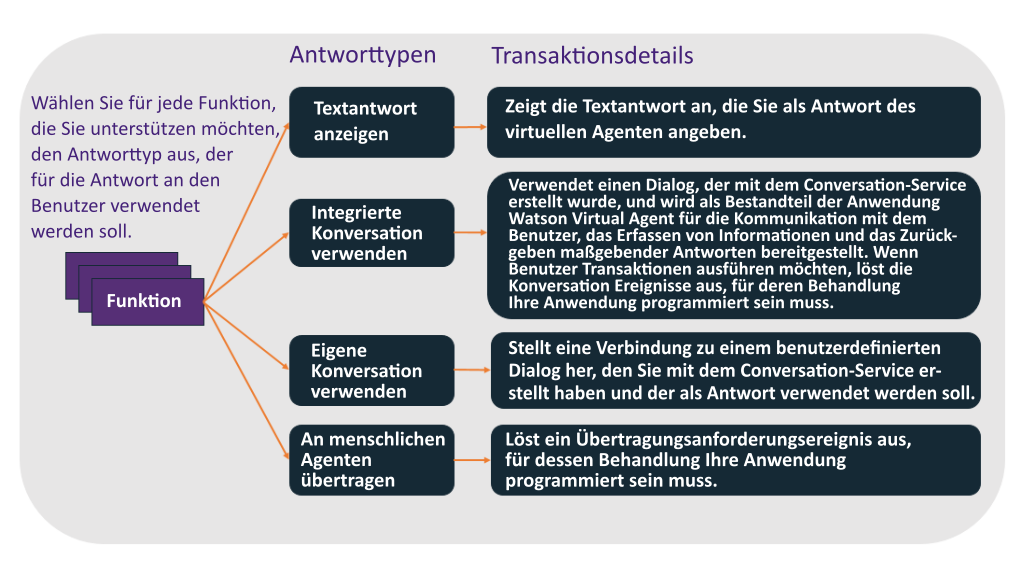 Antworttypen
Transaktionsdetails
Wählen Sie für jede Funktion,
die Sie unterstützen möchten,
den Antworttyp aus, der
für die Antwort an den
Benutzer verwendet
werden soll.
Funktion
Textantwort
anzeigen
Zeigt die Textantwort an, die Sie als Antwort des
virtuellen Agenten angeben.
Integrierte
Konversation
verwenden
Verwendet einen Dialog, der mit dem Conversation-Service
erstellt wurde, und wird als Bestandteil der Anwendung
Watson Virtual Agent für die Kommunikation mit dem
Benutzer, das Erfassen von Informationen und das Zurück-
geben maßgebender Antworten bereitgestellt. Wenn
Benutzer Transaktionen ausführen möchten, löst die
Konversation Ereignisse aus, für deren Behandlung
Ihre Anwendung programmiert sein muss.
Eigene
Konversation
verwenden
Stellt eine Verbindung zu einem benutzerdefinierten
Dialog her, den Sie mit dem Conversation-Service er-
stellt haben und der als Antwort verwendet werden soll.
An menschlichen
Agenten
übertragen
Löst ein Übertragungsanforderungsereignis aus,
für dessen Behandlung Ihre Anwendung
programmiert sein muss.